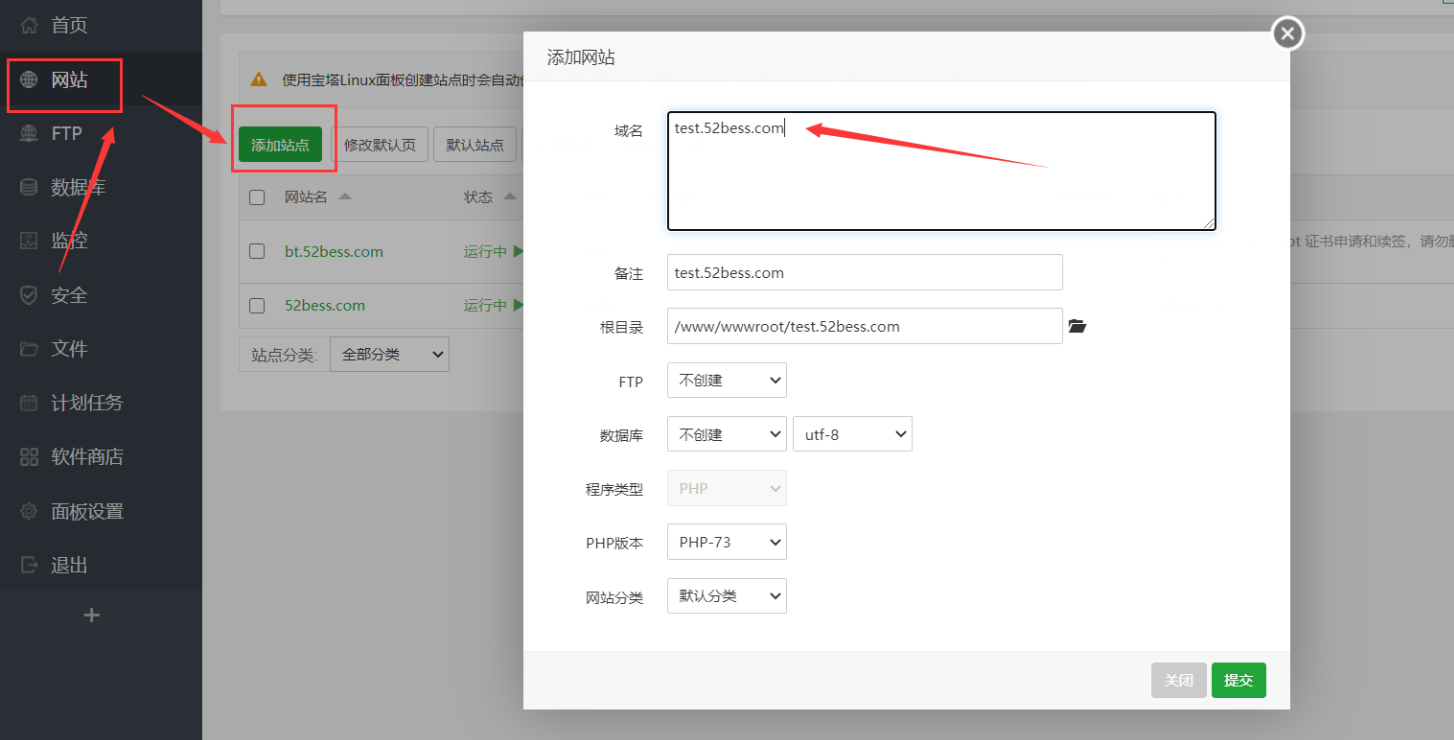 首页
网站
FTP
数据库
监控
安全
文件
计划任务
软件商店
面板设置
退出
使用宝塔Linux面板创建站点时会自动
添加站点
修改默认页
默认站点
网站名
状态
bt.52bess.com
运行中
52bess.com
运行中
站点分类:
全部分类
添加网站
域名
test.52bess.com
备注
test.52bess.com
根目录
/www/wwwroot/test.52bess.com
FTP
不创建
数据库
不创建
utf-8
程序类型
PHP
PHP版本
PHP-73
网站分类
默认分类
关闭
提交
ot 证书申请和续签，请勿删